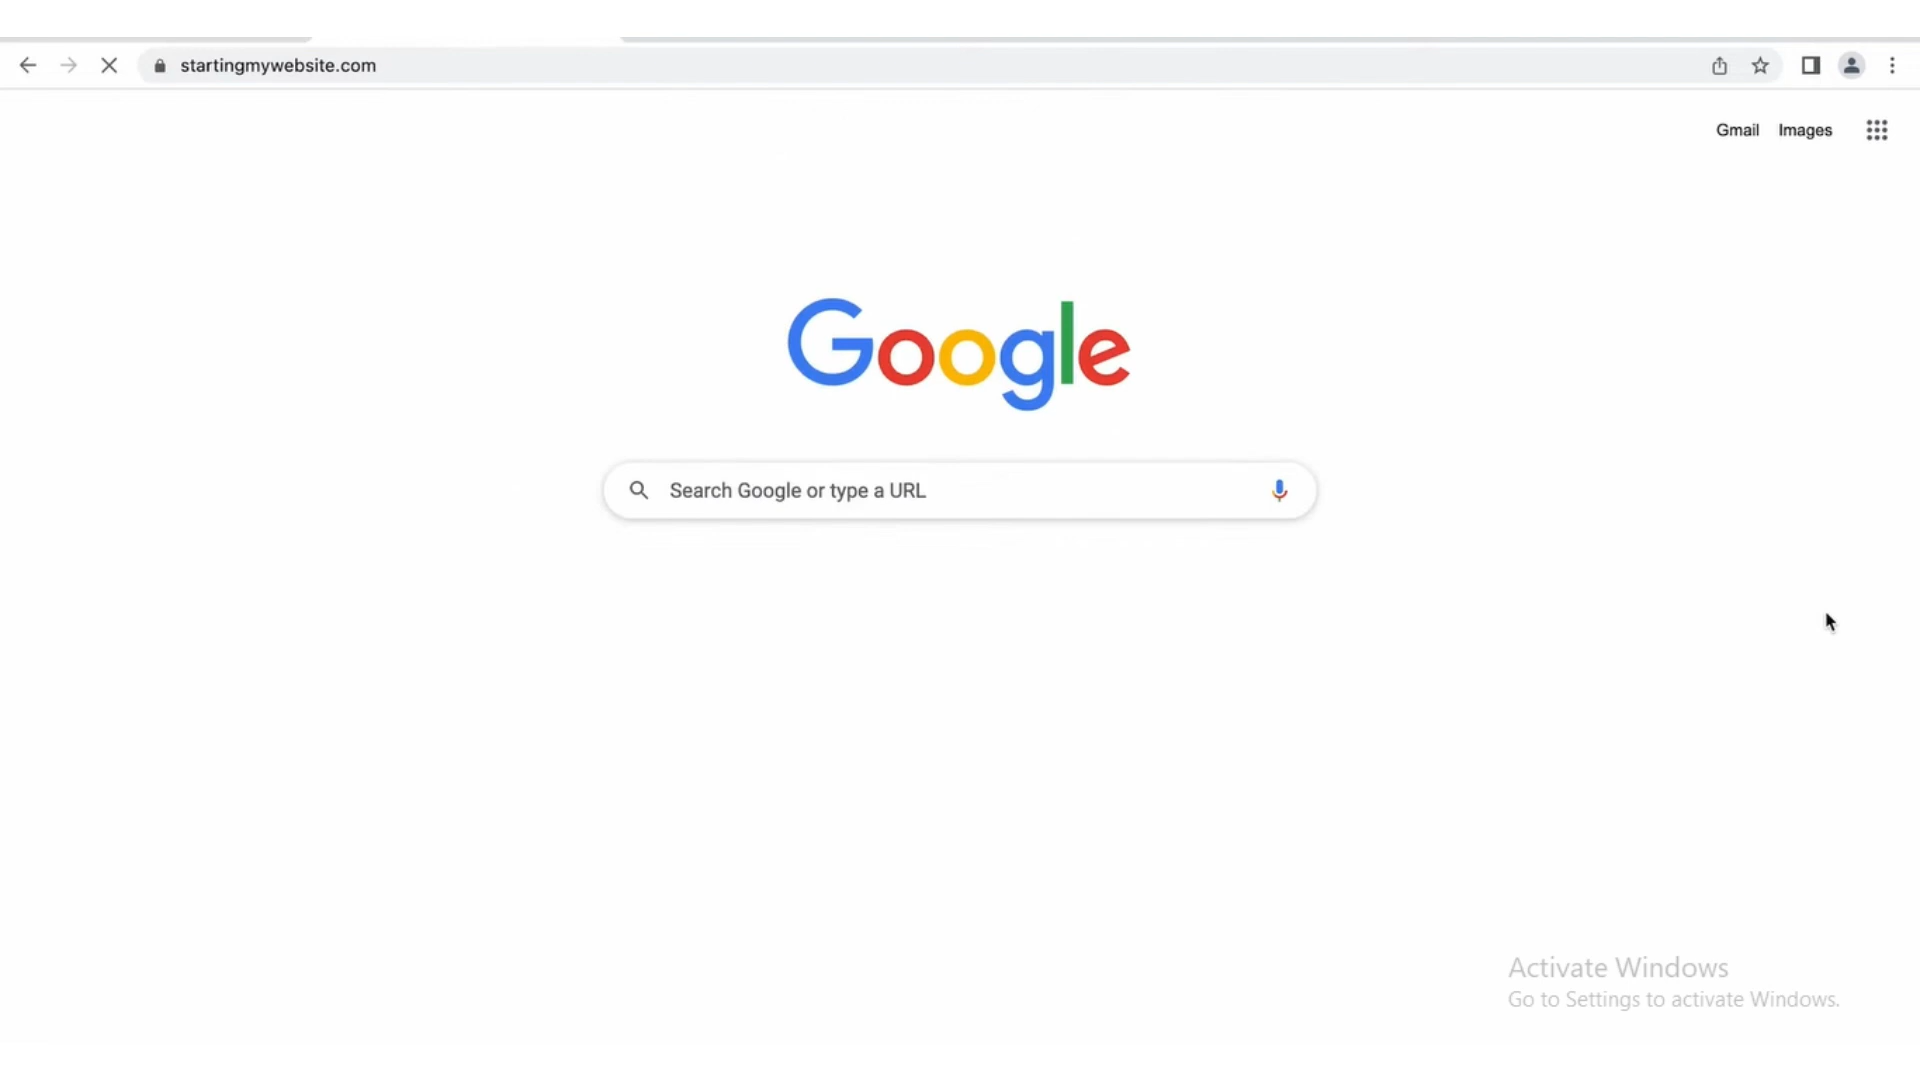 startingmywebsite.com
Gmail Images
Google
Search Google or type a URL
Activate Windows
Go to Settings to activate Windows.